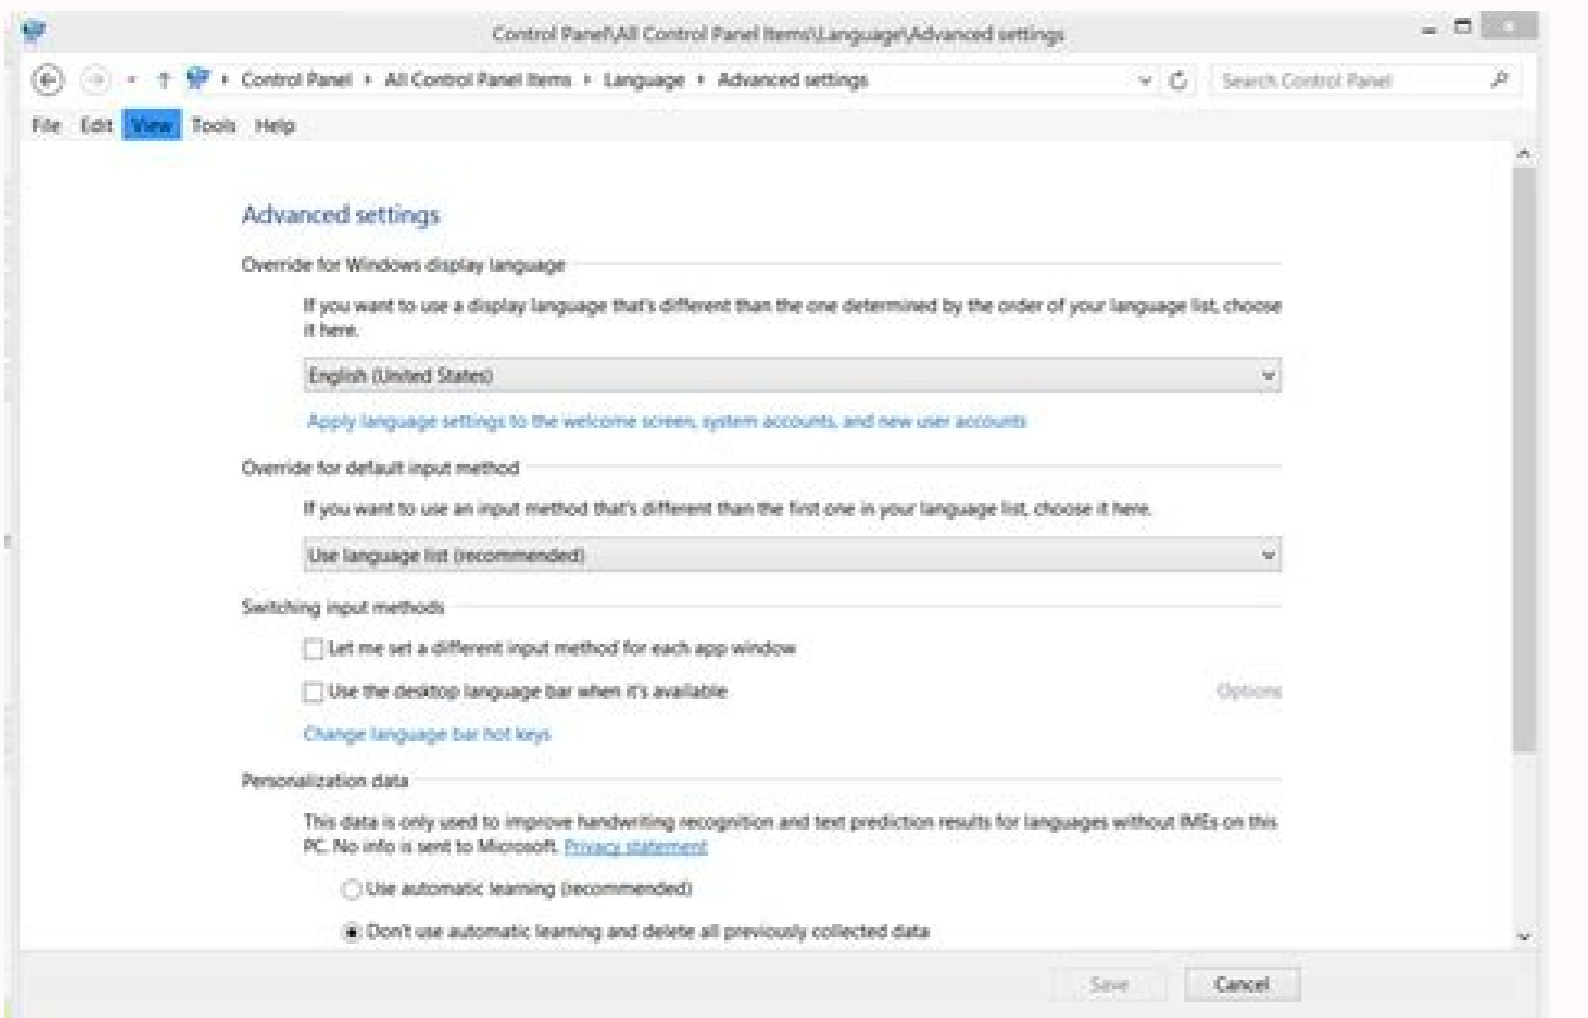 Control Panel\All Control Panel Items\Language\Advanced settings
Control Panel All Control Panel Items Language Advanced settings
Search Control Panel
File Edit View Tools Help
Advanced settings
Override for Windows display language
If you want to use a display language that's different than the one determined by the order of your language list, choose
it here.
English (United States)
Apply language settings to the welcome screen, system accounts, and new user accounts
Override for default input method
If you want to use an input method that's different than the first one in your language list, choose it here.
Use language list (recommended)
Switching input methods
Let me set a different input method for each app window
Use the desktop language bar when it's available
Options
Change language bar hot keys
Personalization data
This data is only used to improve handwriting recognition and text prediction results for languages without IMEs on this
PC. No info is sent to Microsoft. Privacy statement
Use automatic learning (recommended)
Don't use automatic learning and delete all previously collected data
Save Cancel